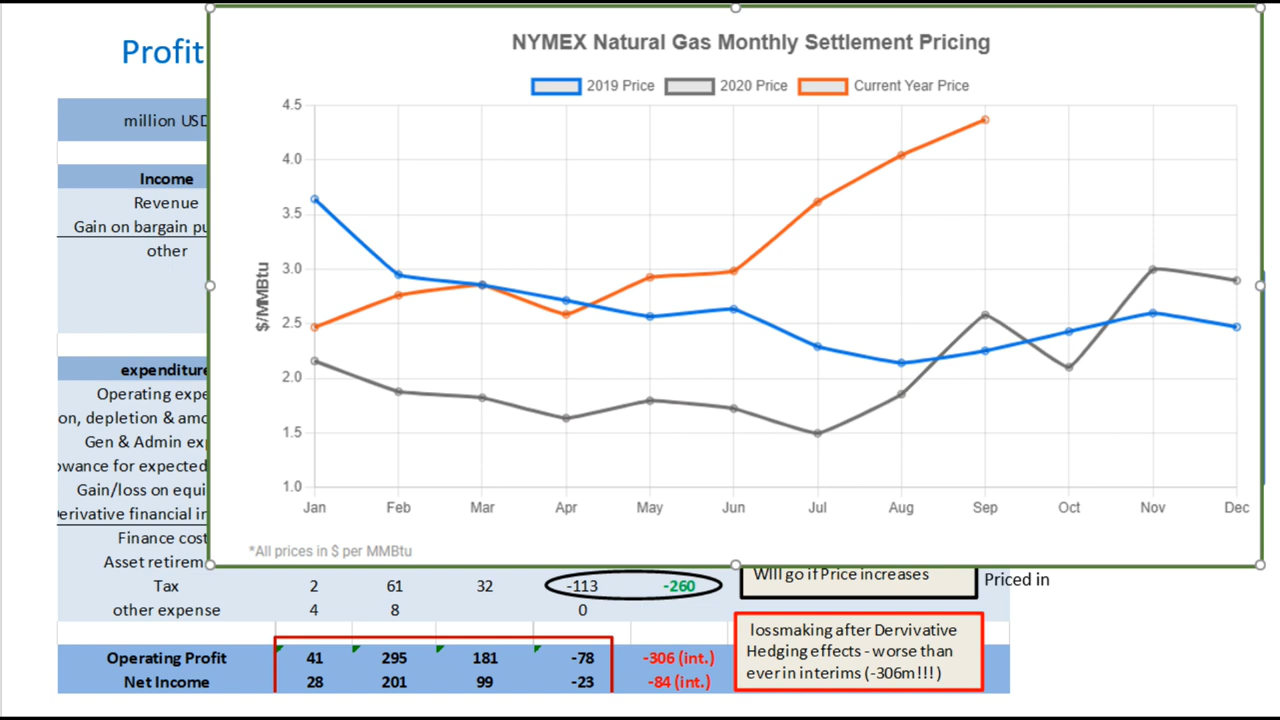 Profit
NYMEX Natural Gas Monthly Settlement Pricing
2019 Price 2020 Price Current Year Price
million USD
Income
Revenue
Gain on bargain pu
other
expenditure
Operating expe
on, depletion & amo
Gen & Admin exp
owance for expected
Gain/loss on equi
Derivative financial in
Finance cost
Asset retirem
$/MMBtu
4.5
4.0
3.5
3.0
2.5
2.0
1.5
1.0
Jan Feb Mar Apr May Jun Jul Aug Sep Oct Nov Dec
*All prices in $ per MMBtu
Tax 2 61 32 -113 -260
other expense 4 8 0
WIll go if Price increases
Priced in
Operating Profit 41 295 181 -78 -306 (int.)
Net Income 28 201 99 -23 -84 (int.)
lossmaking after Dervivative
Hedging effects - worse than
ever in interims (-306m!!! )